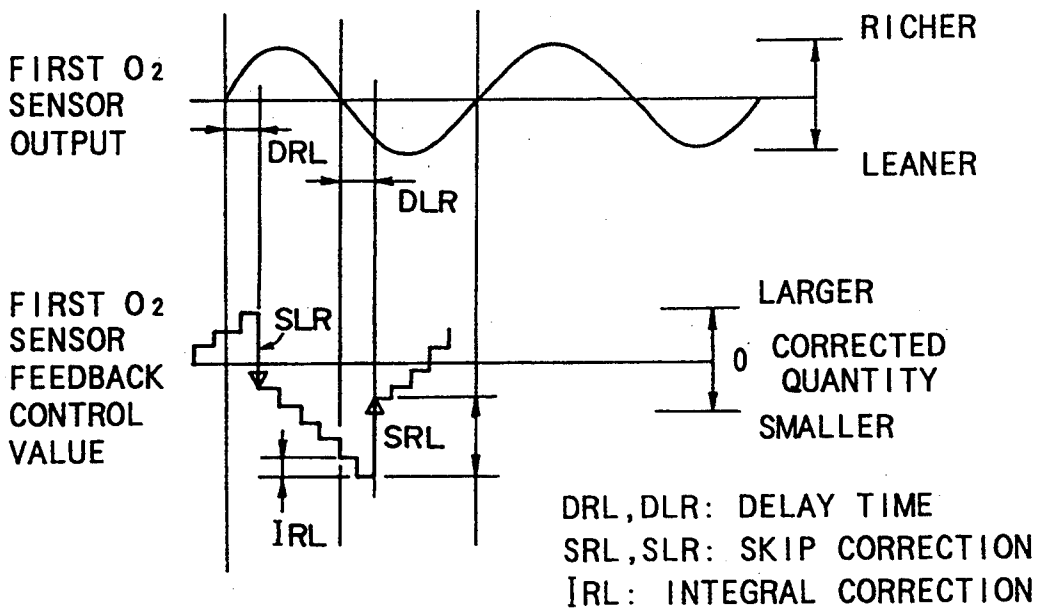 FIRST O2
SENSOR
OUTPUT
RICHER
LEANER
DRL
DLR
FIRST O2
SENSOR
FEEDBACK
CONTROL
VALUE
SLR
SRL
IRL
LARGER
0 CORRECTED
QUANTITY
SMALLER
DRL,DLR: DELAY TIME
SRL,SLR: SKIP CORRECTION
IRL: INTEGRAL CORRECTION